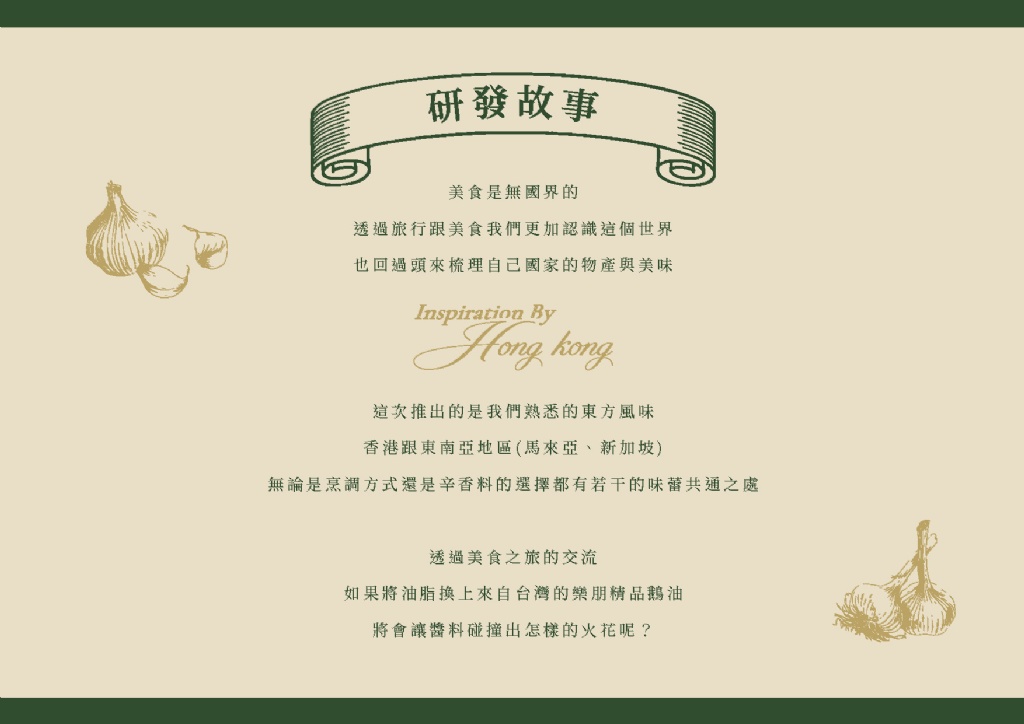 研發故事
美食是無國界的
透過旅行跟美食我們更加認識這個世界
也回過頭來梳理自己國家的物產與美味
Inspiration By
Hong kong
這次推出的是我們熟悉的東方風味
香港跟東南亞地區(馬來亞、新加坡)
無論是烹調方式還是辛香料的選擇都有若干的味蕾共通之處
透過美食之旅的交流
如果將油脂換上來自台灣的樂朋精品鵝油
將會讓醬料碰撞出怎樣的火花呢？